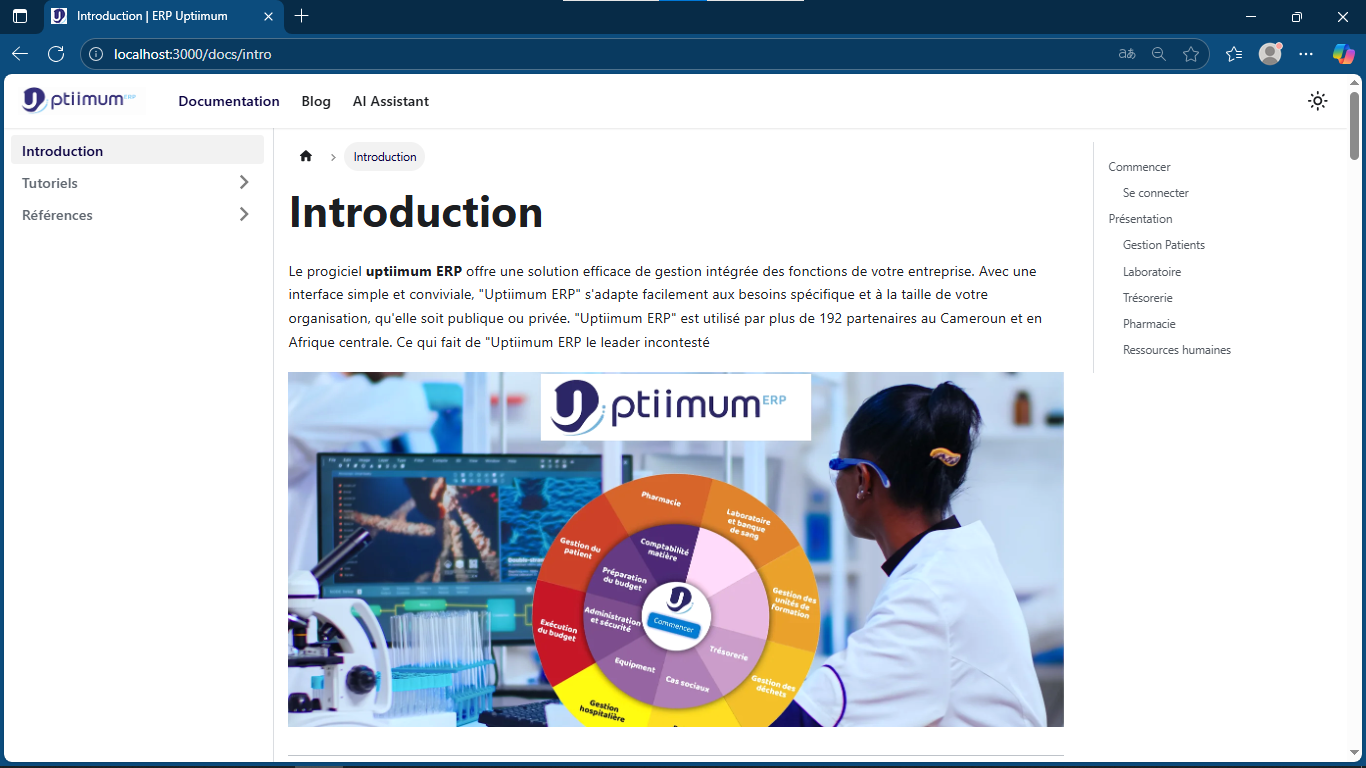 Introduction | ERP Uptiimum
localhost:3000/docs/intro
Uptiimum ERP
Documentation
Blog
AI Assistant
Introduction
Tutoriels
Références
Introduction
Introduction
Le progiciel uptiimum ERP offre une solution efficace de gestion intégrée des fonctions de votre entreprise. Avec une
interface simple et conviviale, "Uptiimum ERP" s'adapte facilement aux besoins spécifique et à la taille de votre
organisation, qu'elle soit publique ou privée. "Uptiimum ERP" est utilisé par plus de 192 partenaires au Cameroun et en
Afrique centrale. Ce qui fait de "Uptiimum ERP le leader incontesté
Uptiimum ERP
Pharmacie
Laboratoire
et banque
de sang
Gestion du
patient
Comptabilité
matière
Préparation
du budget
Gestion des
unités de
formation
Administration
et sécurité
Commencer
Exécution
du budget
Trésorerie
Equipment
Cas sociaux
Gestion des
déchets
Gestion
hospitalière
Commencer
Se connecter
Présentation
Gestion Patients
Laboratoire
Trésorerie
Pharmacie
Ressources humaines